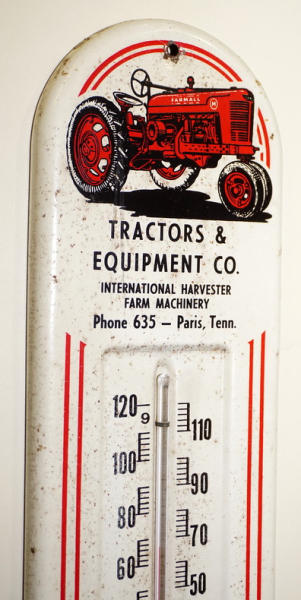 FARMALL
M
TRACTORS &
EQUIPMENT CO.
INTERNATIONAL HARVESTER
FARM MACHINERY
Phone 635 – Paris, Tenn.
120
9
110
100
90
80
70
60
50